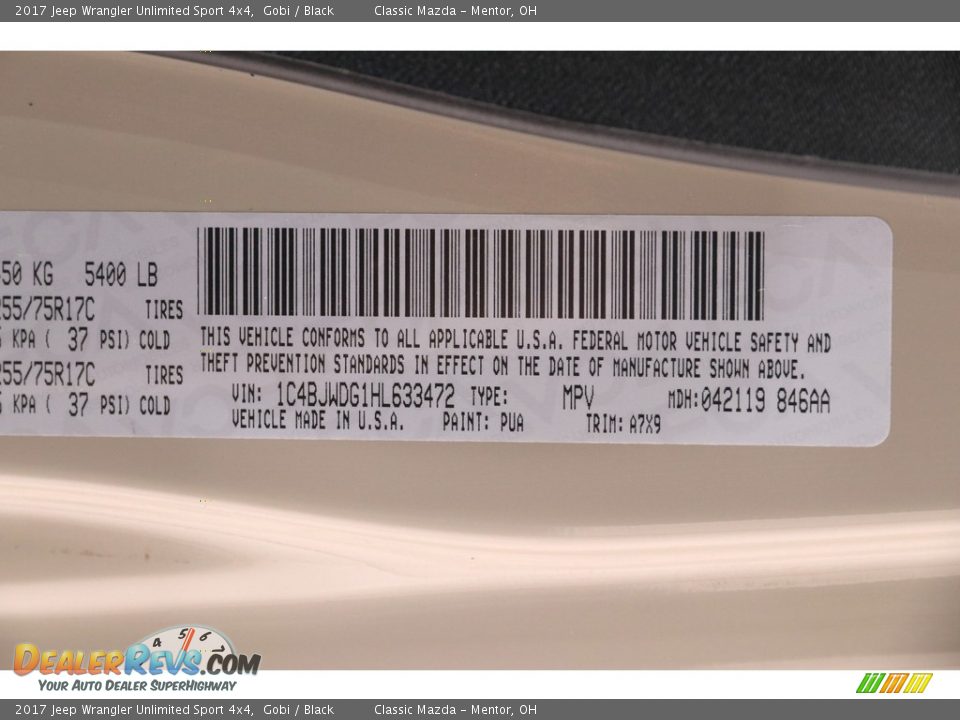 2017 Jeep Wrangler Unlimited Sport 4x4, Gobi / Black Classic Mazda - Mentor, OH
50 KG 5400 LB
255/75R17C TIRES
KPA ( 37 PSI) COLD
255/75R17C TIRES
KPA ( 37 PSI) COLD
THIS VEHICLE CONFORMS TO ALL APPLICABLE U.S.A. FEDERAL MOTOR VEHICLE SAFETY AND
THEFT PREVENTION STANDARDS IN EFFECT ON THE DATE OF MANUFACTURE SHOWN ABOVE.
VIN: 1C4BJWDG1HL633472 TYPE: MPV MDH:042119 846AA
VEHICLE MADE IN U.S.A. PAINT: PUA TRIM: A7X9
4 5 6 7
DEALERREVS.COM
YOUR AUTO DEALER SUPERHIGHWAY
2017 Jeep Wrangler Unlimited Sport 4x4, Gobi / Black Classic Mazda - Mentor, OH